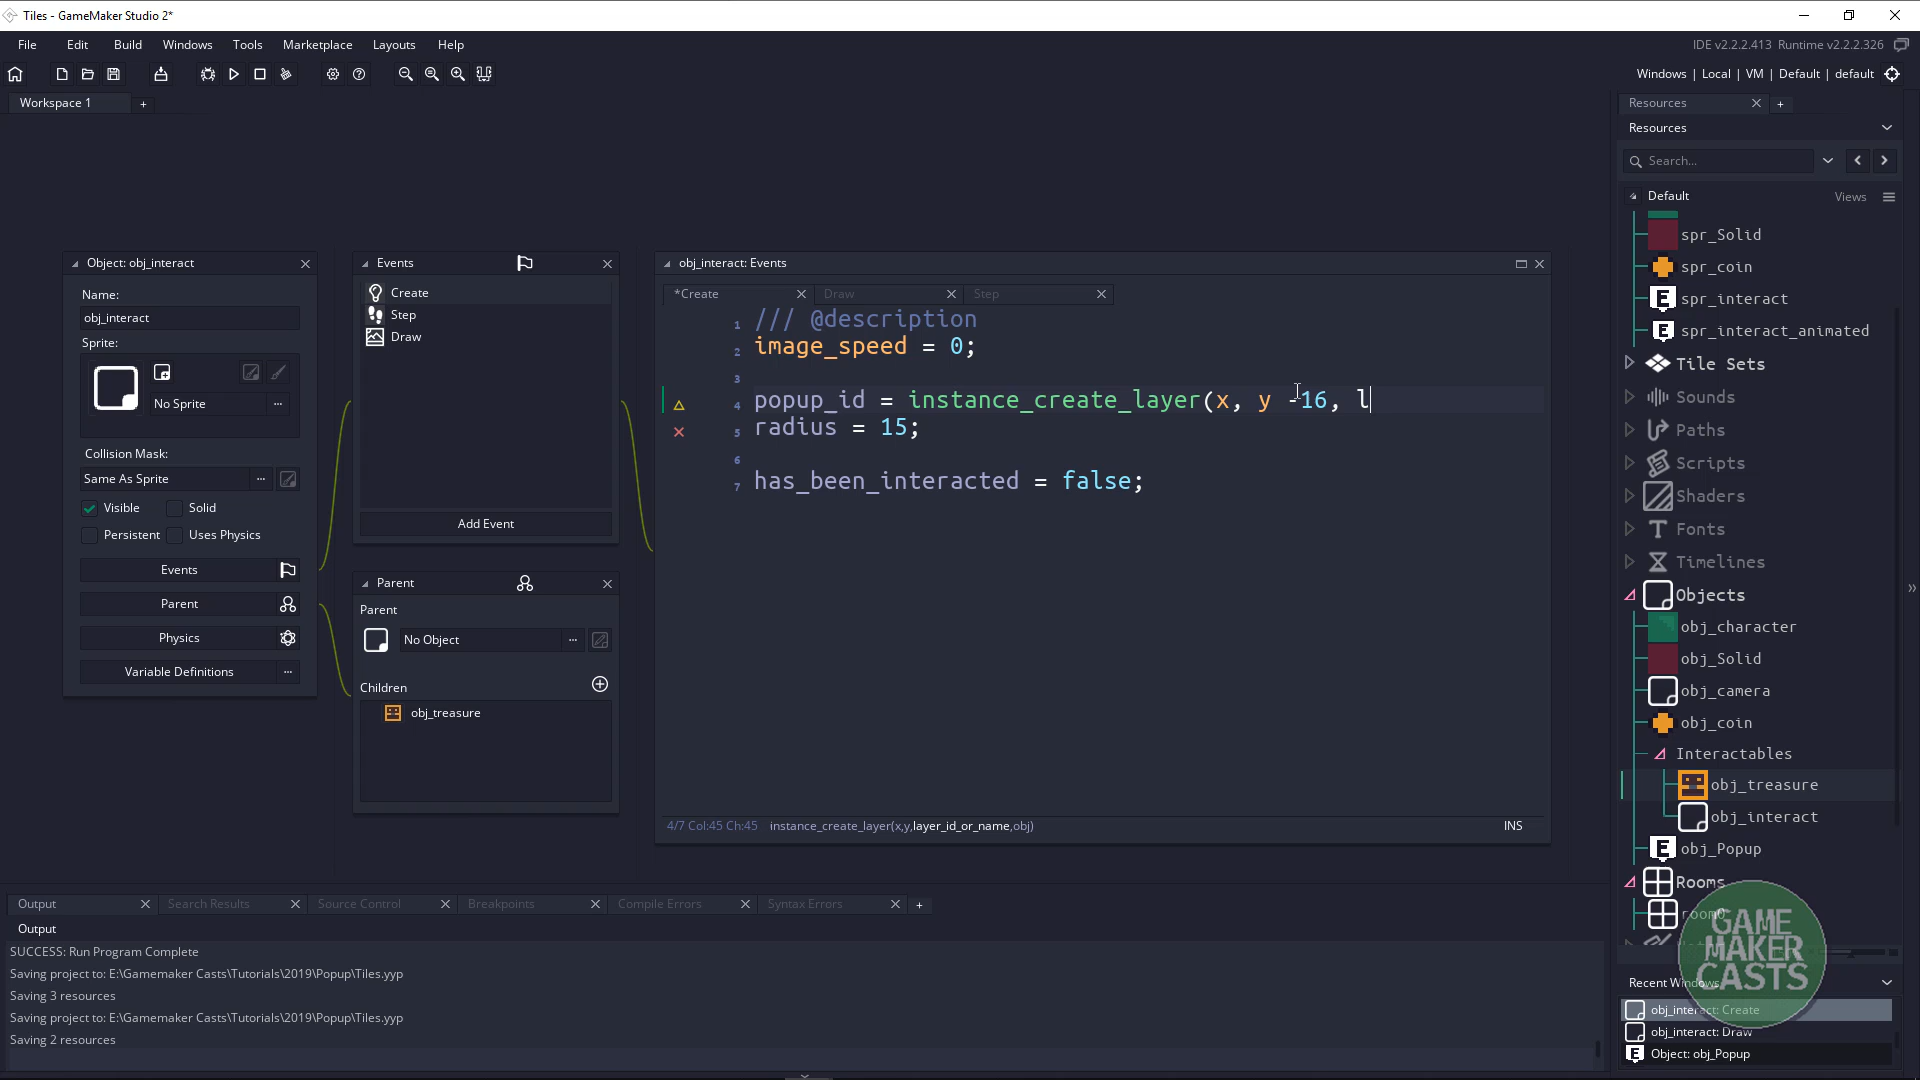 Tiles - GameMaker Studio 2*
File Edit Build Windows Tools Marketplace Layouts Help
IDE v2.2.2.413 Runtime v2.2.2.326
Windows | Local | VM | Default | default
Workspace 1 +
Resources +
Resources
Search...
Default Views
spr_Solid
spr_coin
spr_interact
spr_interact_animated
Tile Sets
Sounds
Paths
Scripts
Shaders
Fonts
Timelines
Objects
obj_character
obj_Solid
obj_camera
obj_coin
Interactables
obj_treasure
obj_interact
obj_Popup
Rooms
room0
GAME
MAKER
CASTS
Recent Windows
obj_interact: Create
obj_interact: Draw
Object: obj_Popup
Object: obj_interact
Name:
obj_interact
Sprite:
No Sprite ...
Collision Mask:
Same As Sprite ...
Visible Solid
Persistent Uses Physics
Events
Parent
Physics
Variable Definitions ...
Events
Create
Step
Draw
Add Event
Parent
Parent
No Object ...
Children
obj_treasure
obj_interact: Events
*Create Draw Step
1 /// @description
2 image_speed = 0;
3
4 popup_id = instance_create_layer(x, y -16, l
5 radius = 15;
6
7 has_been_interacted = false;
4/7 Col:45 Ch:45 instance_create_layer(x,y,layer_id_or_name,obj) INS
Output Search Results Source Control Breakpoints Compile Errors Syntax Errors +
Output
SUCCESS: Run Program Complete
Saving project to: E:\Gamemaker Casts\Tutorials\2019\Popup\Tiles.yyp
Saving 3 resources
Saving project to: E:\Gamemaker Casts\Tutorials\2019\Popup\Tiles.yyp
Saving 2 resources